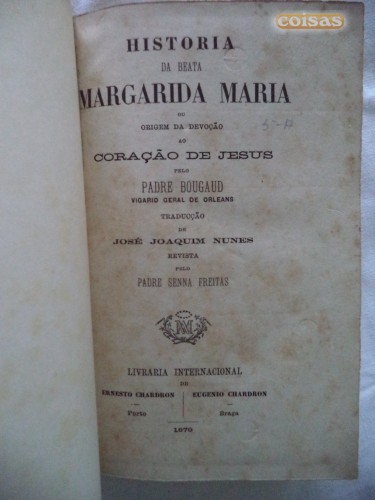 coisas
HISTORIA
DA BEATA
MARGARIDA MARIA
OU
ORIGEM DA DEVOÇÃO
AO
CORAÇÃO DE JESUS
PELO
PADRE BOUGAUD
VIGARIO GERAL DE ORLEANS
TRADUCÇÃO
DE
JOSÉ JOAQUIM NUNES
REVISTA
PELO
PADRE SENNA FREITAS
LIVRARIA INTERNACIONAL
DE
ERNESTO CHARDRON EUGENIO CHARDRON
Porto Braga